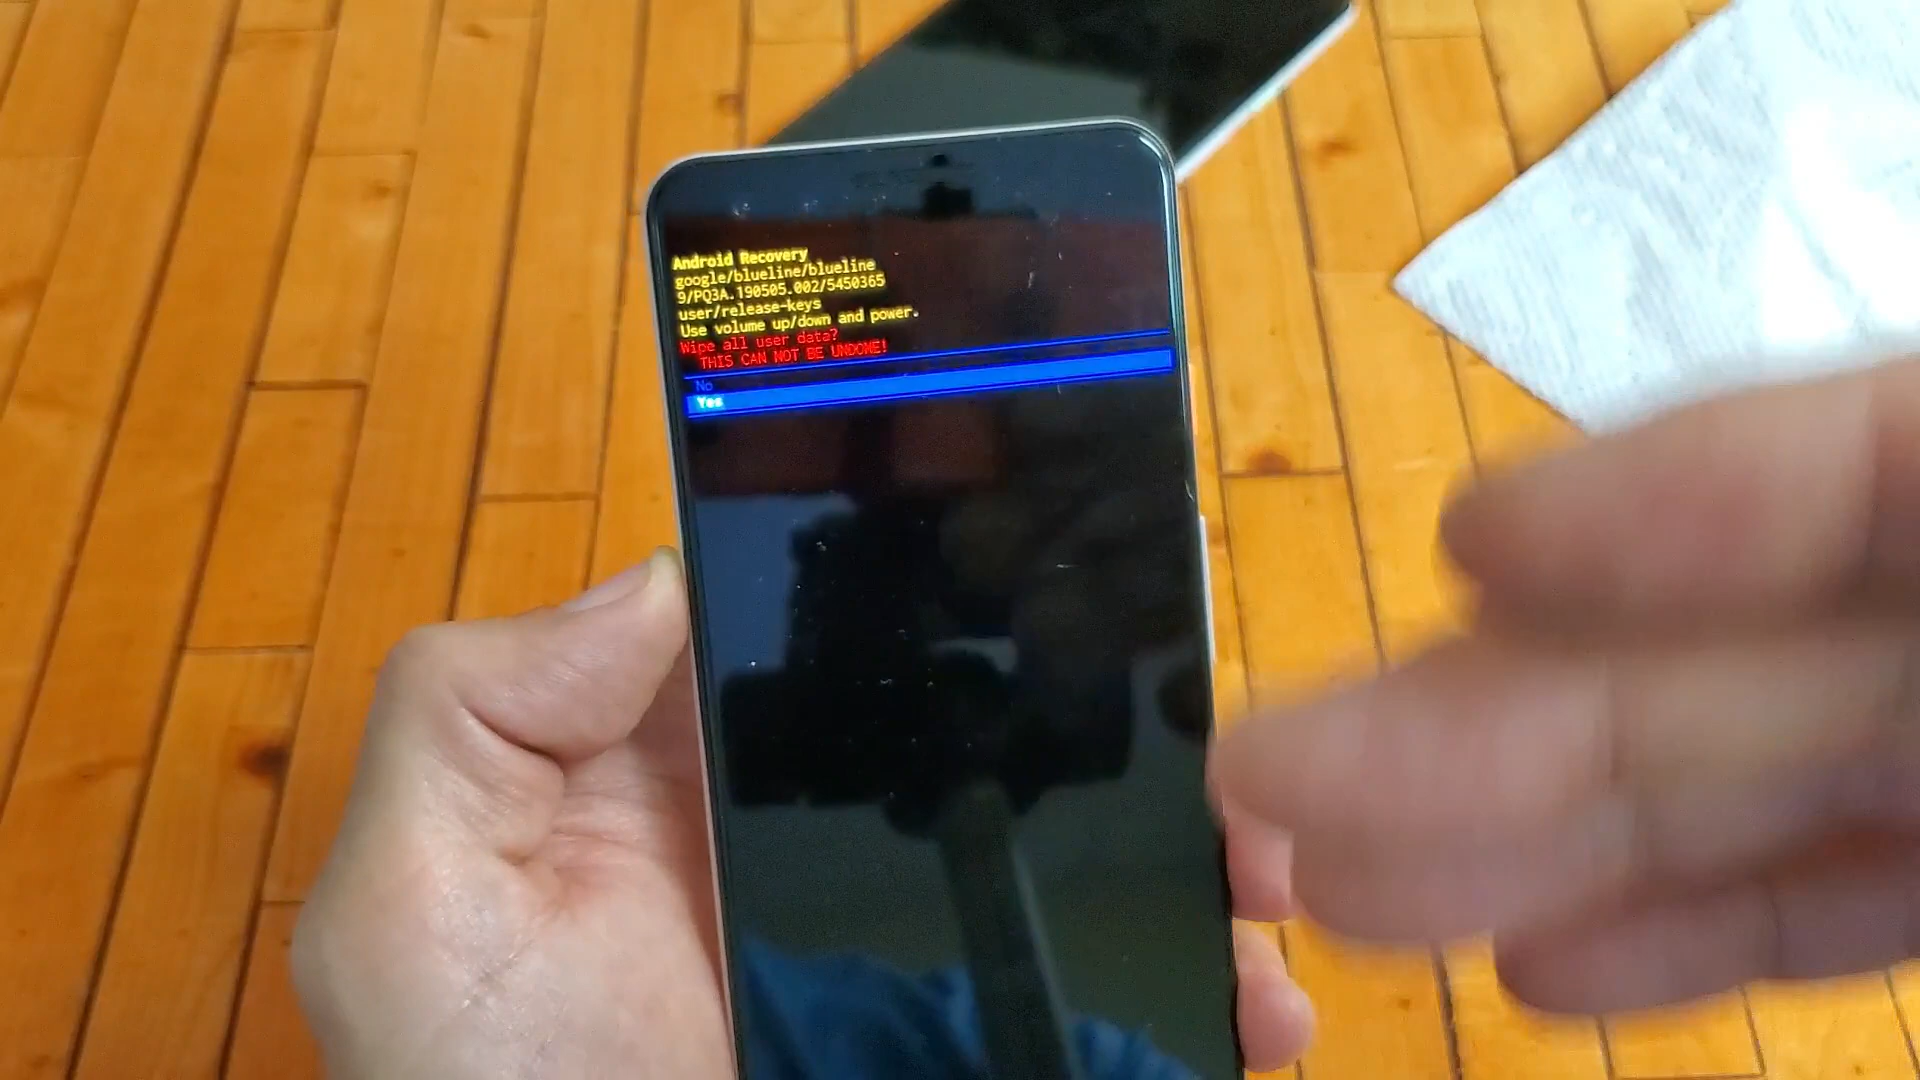 Android Recovery
google/blueline/blueline
9/PQ3A.190505.002/5450365
user/release-keys
Use volume up/down and power.
Wipe all user data?
THIS CAN NOT BE UNDONE!
No
Yes